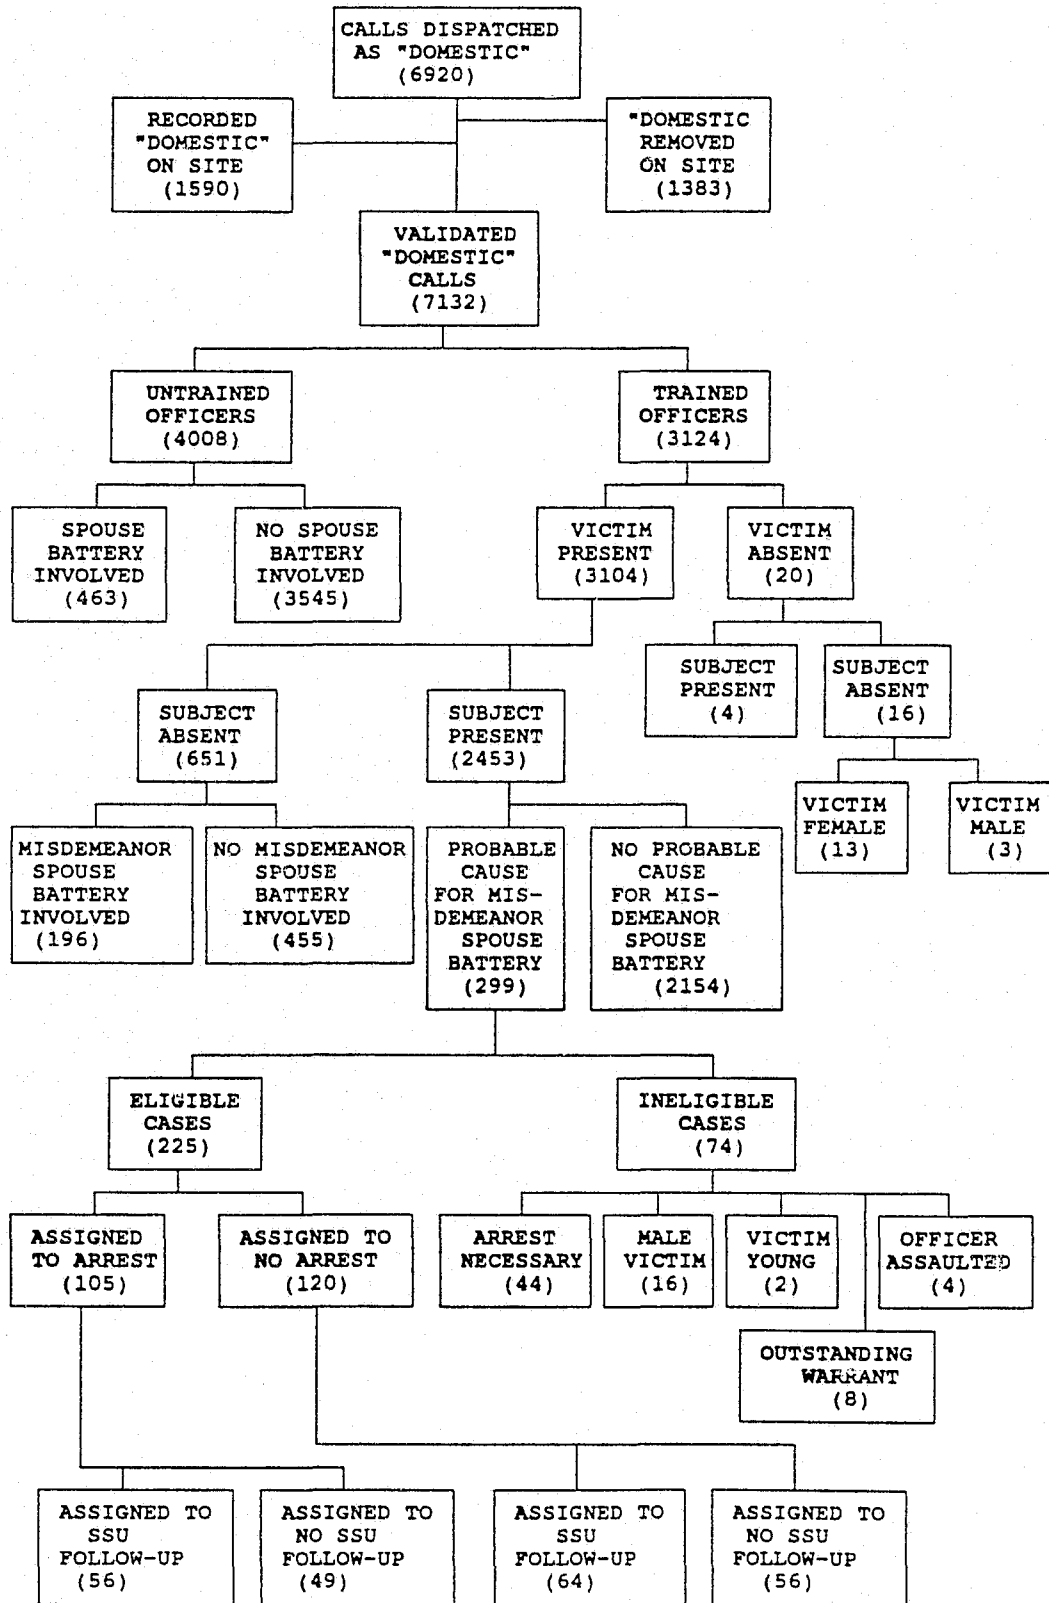 CALLS DISPATCHED
AS "DOMESTIC"
(6920)
RECORDED
"DOMESTIC"
ON SITE
(1590)
"DOMESTIC
REMOVED
ON SITE
(1383)
VALIDATED
"DOMESTIC"
CALLS
(7132)
UNTRAINED
OFFICERS
(4008)
TRAINED
OFFICERS
(3124)
SPOUSE
BATTERY
INVOLVED
(463)
NO SPOUSE
BATTERY
INVOLVED
(3545)
VICTIM
PRESENT
(3104)
VICTIM
ABSENT
(20)
SUBJECT
PRESENT
(4)
SUBJECT
ABSENT
(16)
SUBJECT
ABSENT
(651)
SUBJECT
PRESENT
(2453)
VICTIM
FEMALE
(13)
VICTIM
MALE
(3)
MISDEMEANOR
SPOUSE
BATTERY
INVOLVED
(196)
NO MISDEMEANOR
SPOUSE
BATTERY
INVOLVED
(455)
PROBABLE
CAUSE
FOR MIS-
DEMEANOR
SPOUSE
BATTERY
(299)
NO PROBABLE
CAUSE
FOR MIS-
DEMEANOR
SPOUSE
BATTERY
(2154)
ELIGIBLE
CASES
(225)
INELIGIBLE
CASES
(74)
ASSIGNED
TO ARREST
(105)
ASSIGNED TO
NO ARREST
(120)
ARREST
NECESSARY
(44)
MALE
VICTIM
(16)
VICTIM
YOUNG
(2)
OFFICER
ASSAULTED
(4)
OUTSTANDING
WARRANT
(8)
ASSIGNED TO
SSU
FOLLOW-UP
(56)
ASSIGNED TO
NO SSU
FOLLOW-UP
(49)
ASSIGNED TO
SSU
FOLLOW-UP
(64)
ASSIGNED TO
NO SSU
FOLLOW-UP
(56)